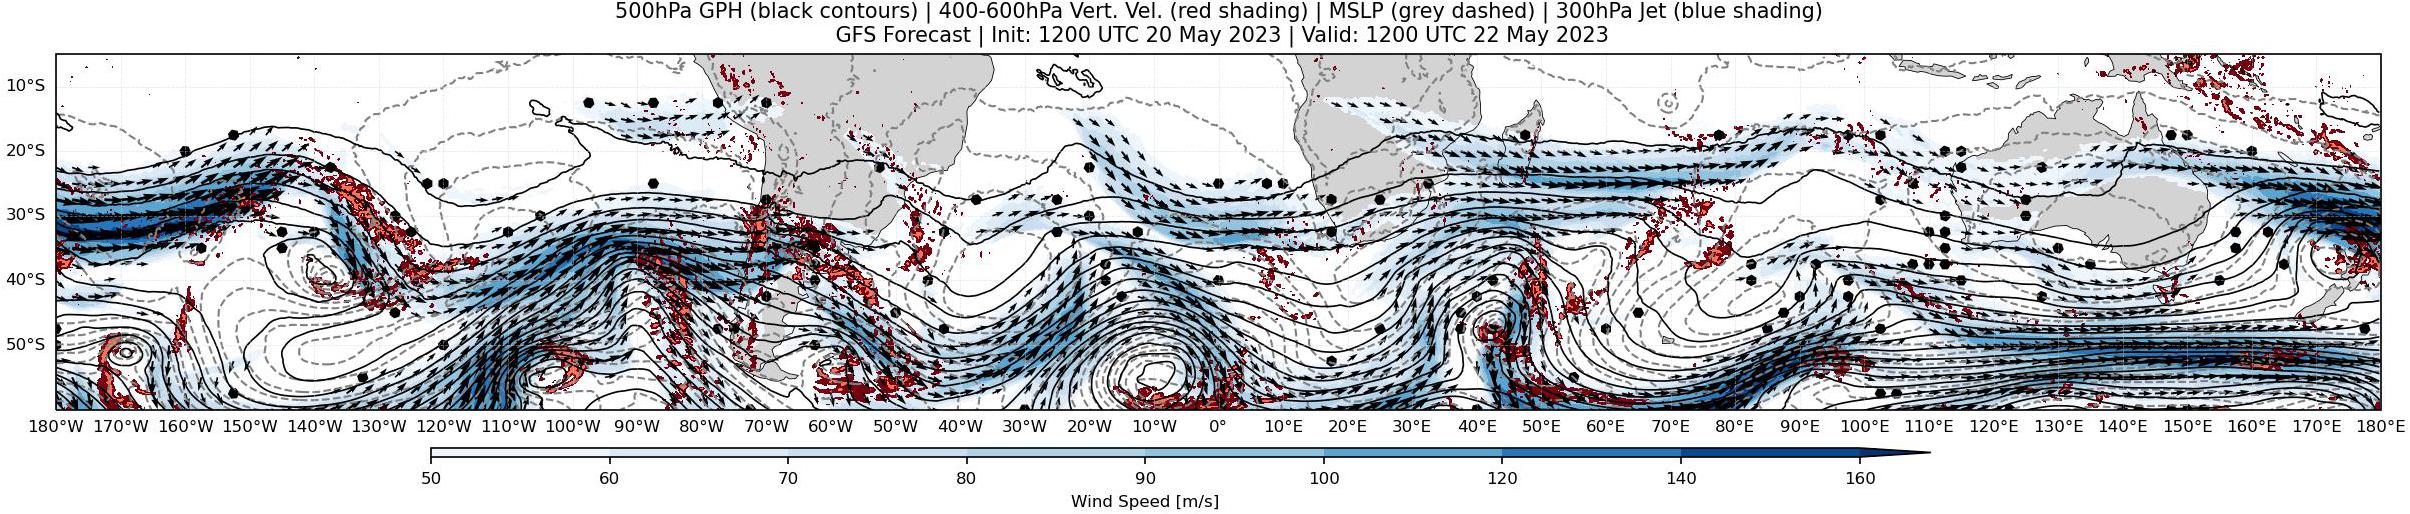 500hPa GPH (black contours) | 400-600hPa Vert. Vel. (red shading) | MSLP (grey dashed) | 300hPa Jet (blue shading)
GFS Forecast | Init: 1200 UTC 20 May 2023 | Valid: 1200 UTC 22 May 2023
10°S
20°S
30°S
40°S
50°S
180°W 170°W 160°W 150°W 140°W 130°W 120°W 110°W 100°W 90°W 80°W 70°W 60°W 50°W 40°W 30°W 20°W 10°W 0° 10°E 20°E 30°E 40°E 50°E 60°E 70°E 80°E 90°E 100°E 110°E 120°E 130°E 140°E 150°E 160°E 170°E 180°E
50 60 70 80 90 100 120 140 160
Wind Speed [m/s]